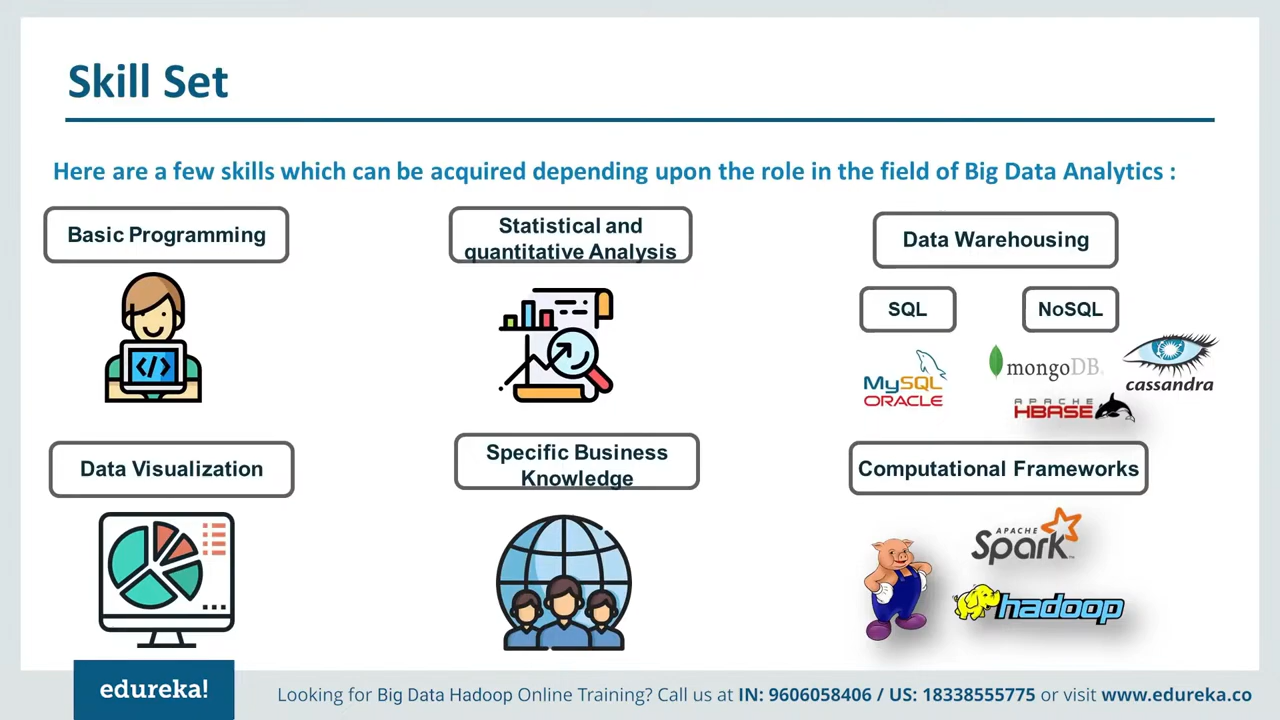 Skill Set
Here are a few skills which can be acquired depending upon the role in the field of Big Data Analytics :
Basic Programming
Statistical and
quantitative Analysis
Data Warehousing
SQL
NoSQL
</>
MySQL
ORACLE
mongoDB
cassandra
APACHE
HBASE
Data Visualization
Specific Business
Knowledge
Computational Frameworks
APACHE
Spark
hadoop
edureka!
Looking for Big Data Hadoop Online Training? Call us at IN: 9606058406 / US: 18338555775 or visit www.edureka.co